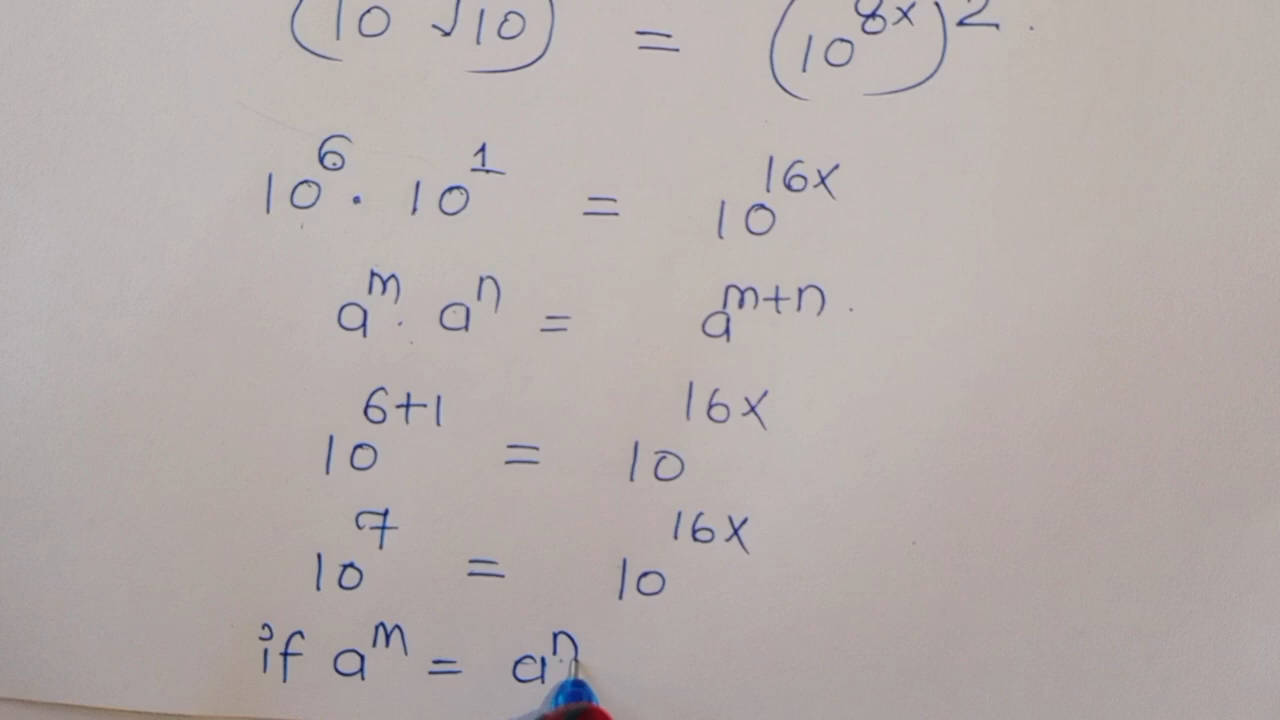 (10 √10) = (10^8x)^2.
10^6 · 10^1 = 10^16x
a^m · a^n = a^m+n.
10^6+1 = 10^16x
10^7 = 10^16x
if a^m = a^n